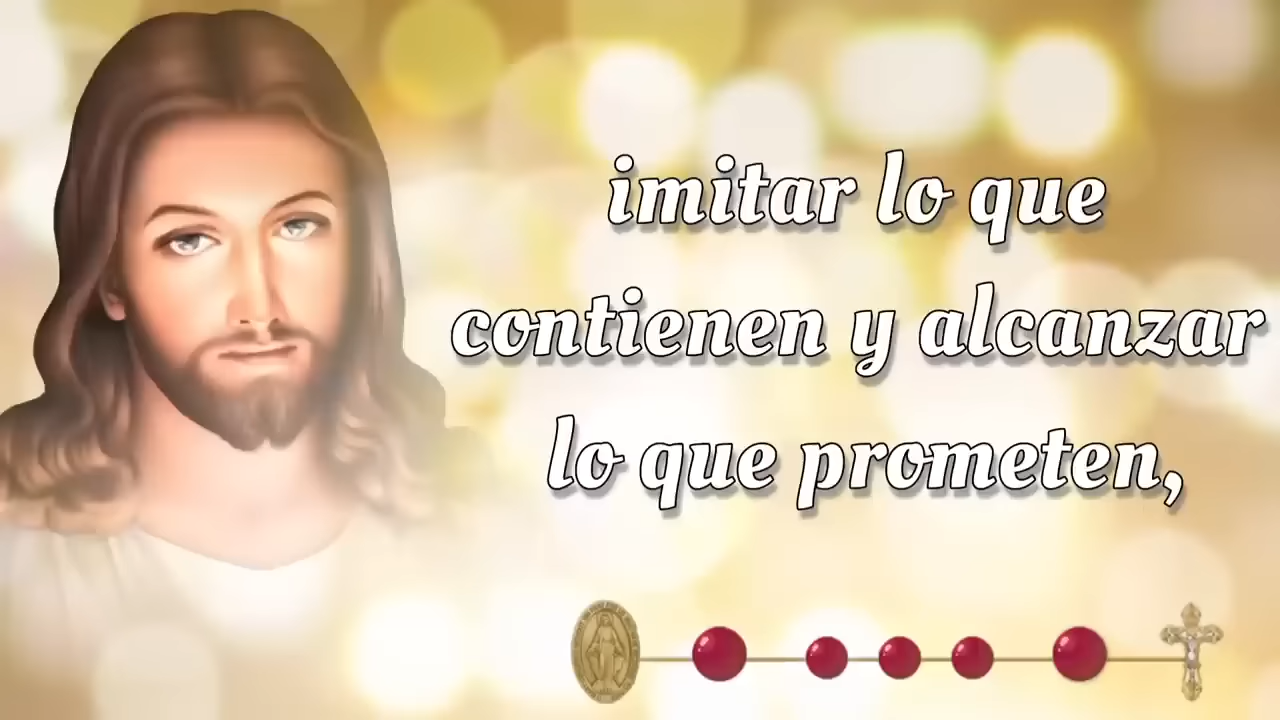 imitar lo que
contienen y alcanzar
lo que prometen,